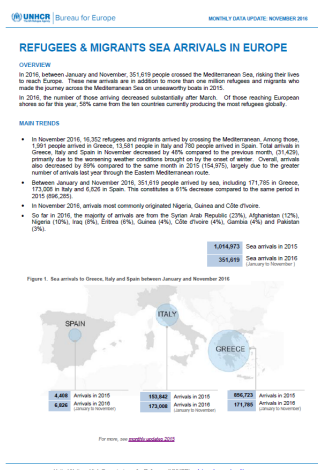 UNHCR Bureau for Europe
MONTHLY DATA UPDATE: NOVEMBER 2016
REFUGEES & MIGRANTS SEA ARRIVALS IN EUROPE
OVERVIEW
In 2016, between January and November, 351,619 people crossed the Mediterranean Sea, risking their lives
to reach Europe. These new arrivals are in addition to more than one million refugees and migrants who
made the journey across the Mediterranean Sea on unseaworthy boats in 2015.
In 2016, the number of those arriving decreased substantially after March. Of those reaching European
shores so far this year, 58% came from the ten countries currently producing the most refugees globally.
MAIN TRENDS
• In November 2016, 16,352 refugees and migrants arrived by crossing the Mediterranean. Among those,
1,991 people arrived in Greece, 13,581 people in Italy and 780 people arrived in Spain. Total arrivals in
Greece, Italy and Spain in November decreased by 48% compared to the previous month, (31,429),
primarily due to the worsening weather conditions brought on by the onset of winter. Overall, arrivals
also decreased by 89% compared to the same month in 2015 (154,975), largely due to the greater
number of arrivals last year through the Eastern Mediterranean route.
• Between January and November 2016, 351,619 people arrived by sea, including 171,785 in Greece,
173,008 in Italy and 6,826 in Spain. This constitutes a 61% decrease compared to the same period in
2015 (896,285).
• In November 2016, arrivals most commonly originated Nigeria, Guinea and Côte d'Ivoire.
• So far in 2016, the majority of arrivals are from the Syrian Arab Republic (23%), Afghanistan (12%),
Nigeria (10%), Iraq (8%), Eritrea (6%), Guinea (4%), Côte d'Ivoire (4%), Gambia (4%) and Pakistan
(3%).
1,014,973 Sea arrivals in 2015
351,619 Sea arrivals in 2016
(January to November )
Figure 1. Sea arrivals to Greece, Italy and Spain between January and November 2016
ITALY
SPAIN
GREECE
4,408 Arrivals in 2015
6,826 Arrivals in 2016
(January to November)
153,842 Arrivals in 2015
173,008 Arrivals in 2016
(January to November)
856,723 Arrivals in 2015
171,785 Arrivals in 2016
(January to November)
For more, see monthly updates 2015